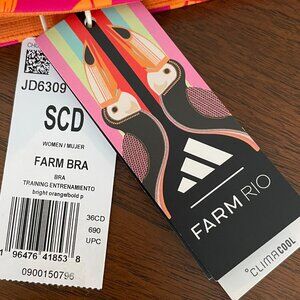 JD6309
SCD
WOMEN / MUJER
FARM BRA
BRA
TRAINING ENTRENAMIENTO
bright orange/bold p
36CD
690
UPC
1 96476 41853 8
0900150796
FARM RIO
CLIMACOOL